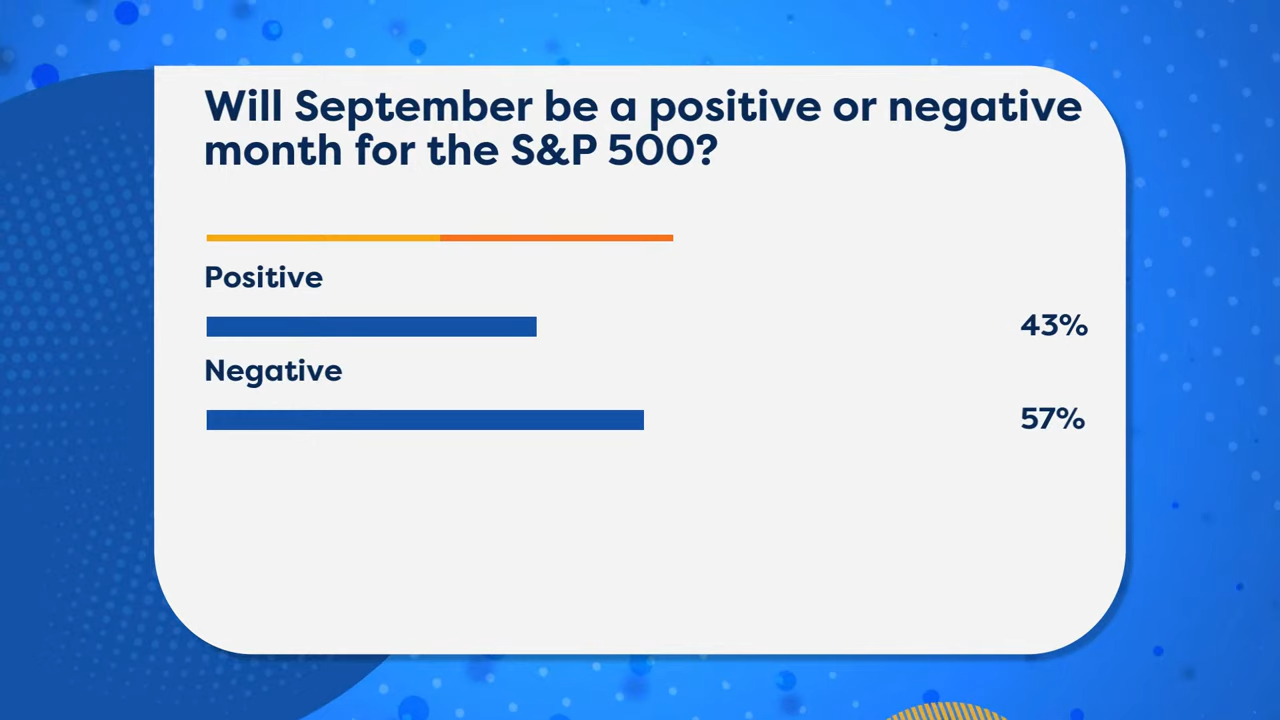 Will September be a positive or negative
month for the S&P 500?
Positive
43%
Negative
57%